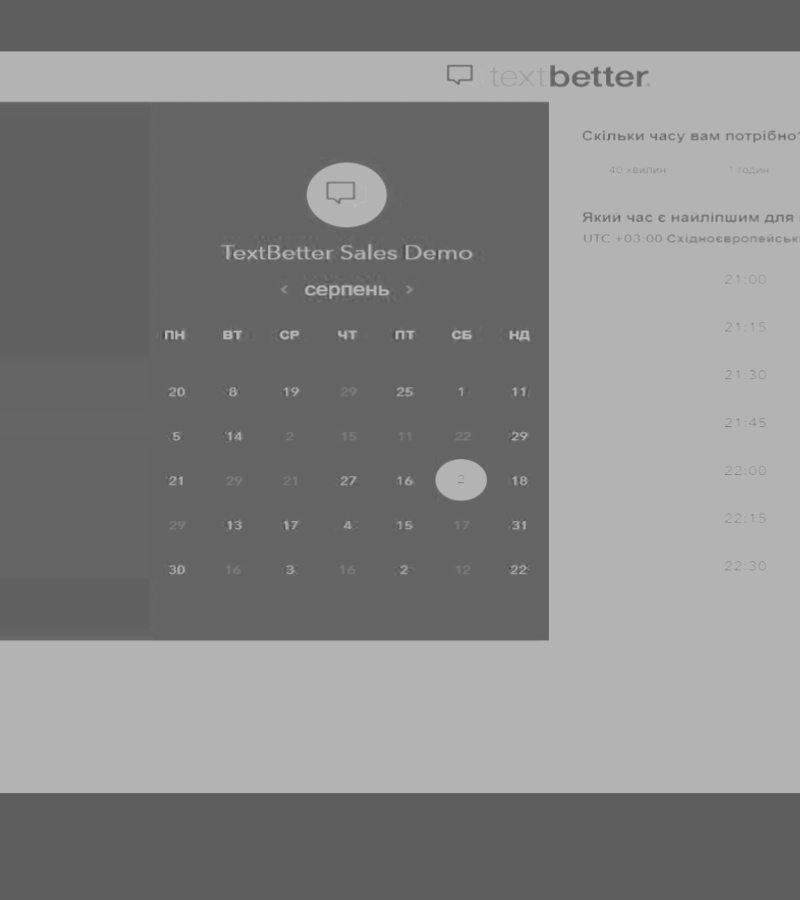 textbetter.
TextBetter Sales Demo
‹ серпень ›
ПН ВТ СР ЧТ ПТ СБ НД
20 8 19 29 25 1 11
5 14 2 15 11 22 29
21 29 21 27 16 2 18
29 13 17 4 15 17 31
30 16 3 16 2 12 22
Скільки часу вам потрібно?
40 хвилин 1 годин
Який час є найліпшим для
UTC +03:00
21:00
21:15
21:30
21:45
22:00
22:15
22:30